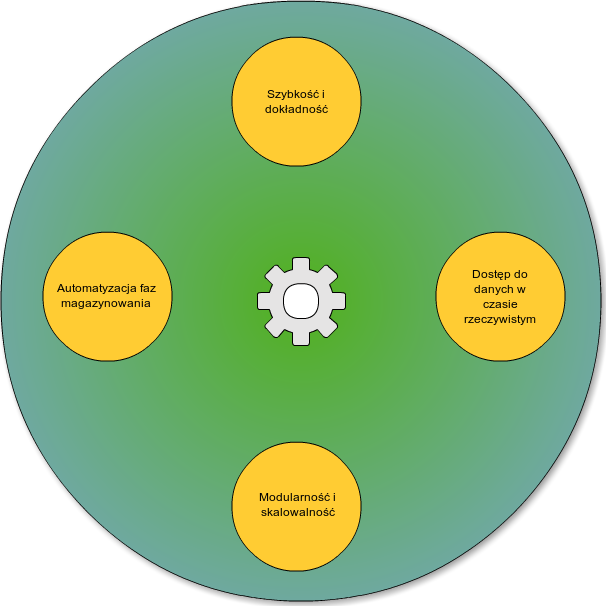 Szybkość i
dokładność
Automatyzacja faz
magazynowania
Dostęp do
danych w
czasie
rzeczywistym
Modularność i
skalowalność